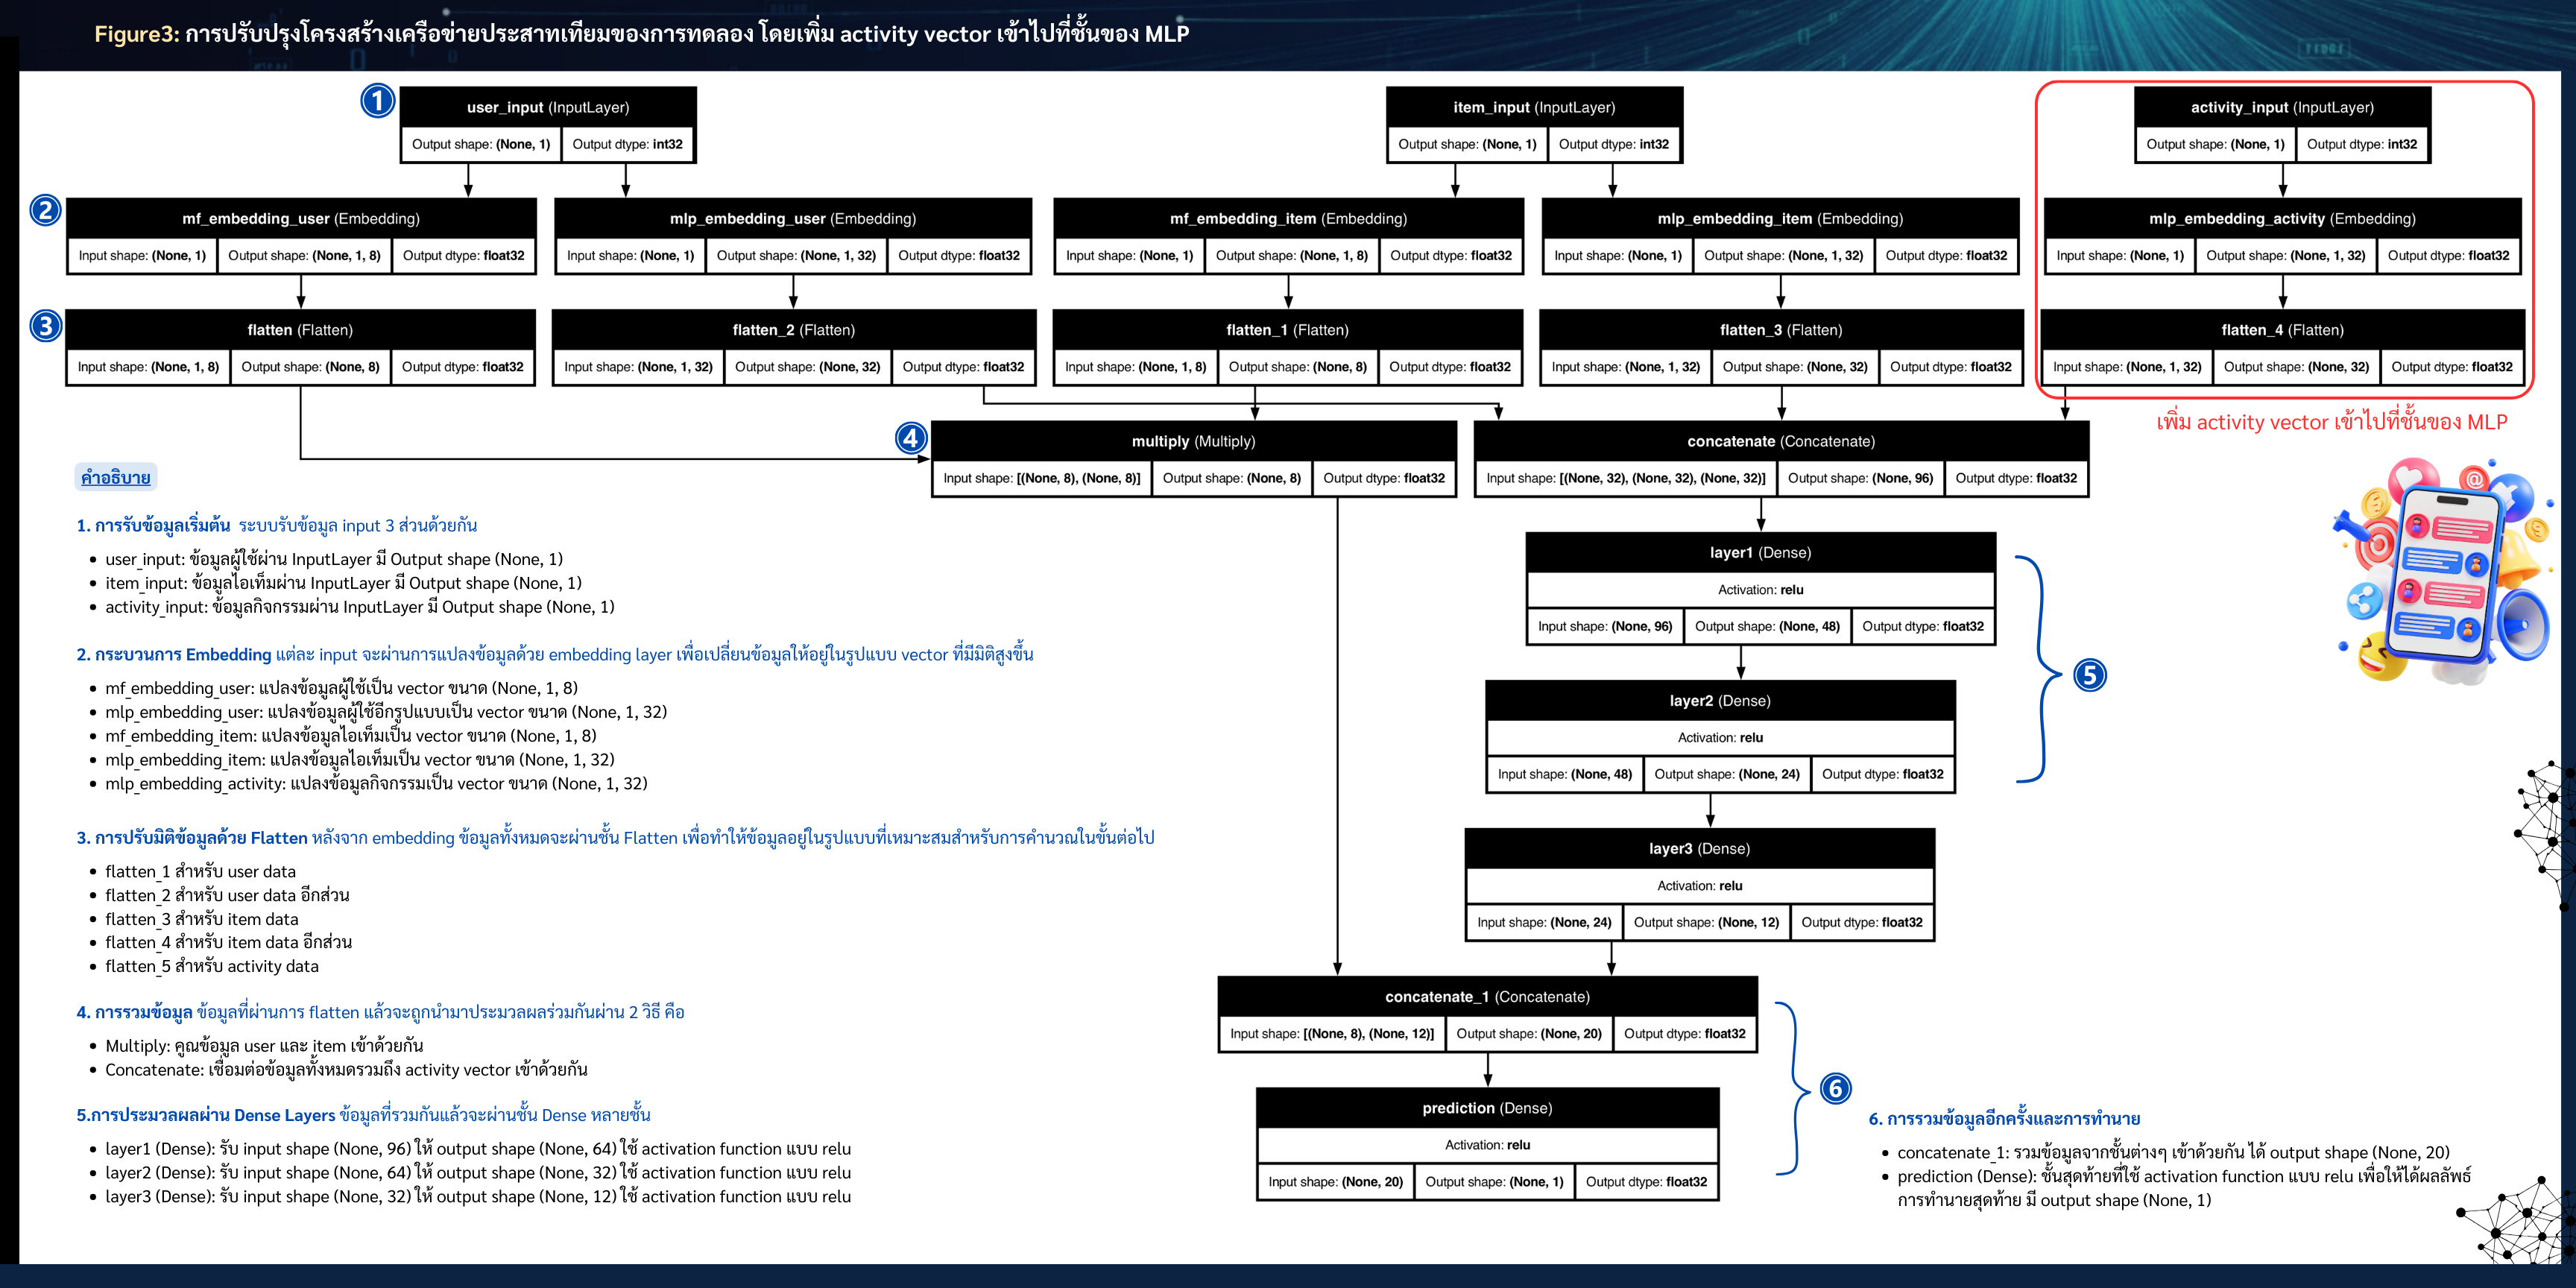 Figure3: การปรับปรุงโครงสร้างเครือข่ายประสาทเทียมของการทดลอง โดยเพิ่ม activity vector เข้าไปที่ชั้นของ MLP
1
user_input (InputLayer)
Output shape: (None, 1) Output dtype: int32
item_input (InputLayer)
Output shape: (None, 1) Output dtype: int32
activity_input (InputLayer)
Output shape: (None, 1) Output dtype: int32
2
mf_embedding_user (Embedding)
Input shape: (None, 1) Output shape: (None, 1, 8) Output dtype: float32
mlp_embedding_user (Embedding)
Input shape: (None, 1) Output shape: (None, 1, 32) Output dtype: float32
mf_embedding_item (Embedding)
Input shape: (None, 1) Output shape: (None, 1, 8) Output dtype: float32
mlp_embedding_item (Embedding)
Input shape: (None, 1) Output shape: (None, 1, 32) Output dtype: float32
mlp_embedding_activity (Embedding)
Input shape: (None, 1) Output shape: (None, 1, 32) Output dtype: float32
3
flatten (Flatten)
Input shape: (None, 1, 8) Output shape: (None, 8) Output dtype: float32
flatten_2 (Flatten)
Input shape: (None, 1, 32) Output shape: (None, 32) Output dtype: float32
flatten_1 (Flatten)
Input shape: (None, 1, 8) Output shape: (None, 8) Output dtype: float32
flatten_3 (Flatten)
Input shape: (None, 1, 32) Output shape: (None, 32) Output dtype: float32
flatten_4 (Flatten)
Input shape: (None, 1, 32) Output shape: (None, 32) Output dtype: float32
เพิ่ม activity vector เข้าไปที่ชั้นของ MLP
4
multiply (Multiply)
Input shape: [(None, 8), (None, 8)] Output shape: (None, 8) Output dtype: float32
concatenate (Concatenate)
Input shape: [(None, 32), (None, 32), (None, 32)] Output shape: (None, 96) Output dtype: float32
layer1 (Dense)
Activation: relu
Input shape: (None, 96) Output shape: (None, 48) Output dtype: float32
layer2 (Dense)
Activation: relu
Input shape: (None, 48) Output shape: (None, 24) Output dtype: float32
layer3 (Dense)
Activation: relu
Input shape: (None, 24) Output shape: (None, 12) Output dtype: float32
5
concatenate_1 (Concatenate)
Input shape: [(None, 8), (None, 12)] Output shape: (None, 20) Output dtype: float32
prediction (Dense)
Activation: relu
Input shape: (None, 20) Output shape: (None, 1) Output dtype: float32
6
คำอธิบาย
1. การรับข้อมูลเริ่มต้น ระบบรับข้อมูล input 3 ส่วนด้วยกัน
• user_input: ข้อมูลผู้ใช้ผ่าน InputLayer มี Output shape (None, 1)
• item_input: ข้อมูลไอเท็มผ่าน InputLayer มี Output shape (None, 1)
• activity_input: ข้อมูลกิจกรรมผ่าน InputLayer มี Output shape (None, 1)
2. กระบวนการ Embedding แต่ละ input จะผ่านการแปลงข้อมูลด้วย embedding layer เพื่อเปลี่ยนข้อมูลให้อยู่ในรูปแบบ vector ที่มีมิติสูงขึ้น
• mf_embedding_user: แปลงข้อมูลผู้ใช้เป็น vector ขนาด (None, 1, 8)
• mlp_embedding_user: แปลงข้อมูลผู้ใช้อีกรูปแบบเป็น vector ขนาด (None, 1, 32)
• mf_embedding_item: แปลงข้อมูลไอเท็มเป็น vector ขนาด (None, 1, 8)
• mlp_embedding_item: แปลงข้อมูลไอเท็มเป็น vector ขนาด (None, 1, 32)
• mlp_embedding_activity: แปลงข้อมูลกิจกรรมเป็น vector ขนาด (None, 1, 32)
3. การปรับมิติข้อมูลด้วย Flatten หลังจาก embedding ข้อมูลทั้งหมดจะผ่านชั้น Flatten เพื่อทำให้ข้อมูลอยู่ในรูปแบบที่เหมาะสมสำหรับการคำนวณในขั้นต่อไป
• flatten_1 สำหรับ user data
• flatten_2 สำหรับ user data อีกส่วน
• flatten_3 สำหรับ item data
• flatten_4 สำหรับ item data อีกส่วน
• flatten_5 สำหรับ activity data
4. การรวมข้อมูล ข้อมูลที่ผ่านการ flatten แล้วจะถูกนำมาประมวลผลร่วมกันผ่าน 2 วิธี คือ
• Multiply: คูณข้อมูล user และ item เข้าด้วยกัน
• Concatenate: เชื่อมต่อข้อมูลทั้งหมดรวมถึง activity vector เข้าด้วยกัน
5.การประมวลผลผ่าน Dense Layers ข้อมูลที่รวมกันแล้วจะผ่านชั้น Dense หลายชั้น
• layer1 (Dense): รับ input shape (None, 96) ให้ output shape (None, 64) ใช้ activation function แบบ relu
• layer2 (Dense): รับ input shape (None, 64) ให้ output shape (None, 32) ใช้ activation function แบบ relu
• layer3 (Dense): รับ input shape (None, 32) ให้ output shape (None, 12) ใช้ activation function แบบ relu
6. การรวมข้อมูลอีกครั้งและการทำนาย
• concatenate_1: รวมข้อมูลจากชั้นต่างๆ เข้าด้วยกัน ได้ output shape (None, 20)
• prediction (Dense): ชั้นสุดท้ายที่ใช้ activation function แบบ relu เพื่อให้ได้ผลลัพธ์
การทำนายสุดท้าย มี output shape (None, 1)